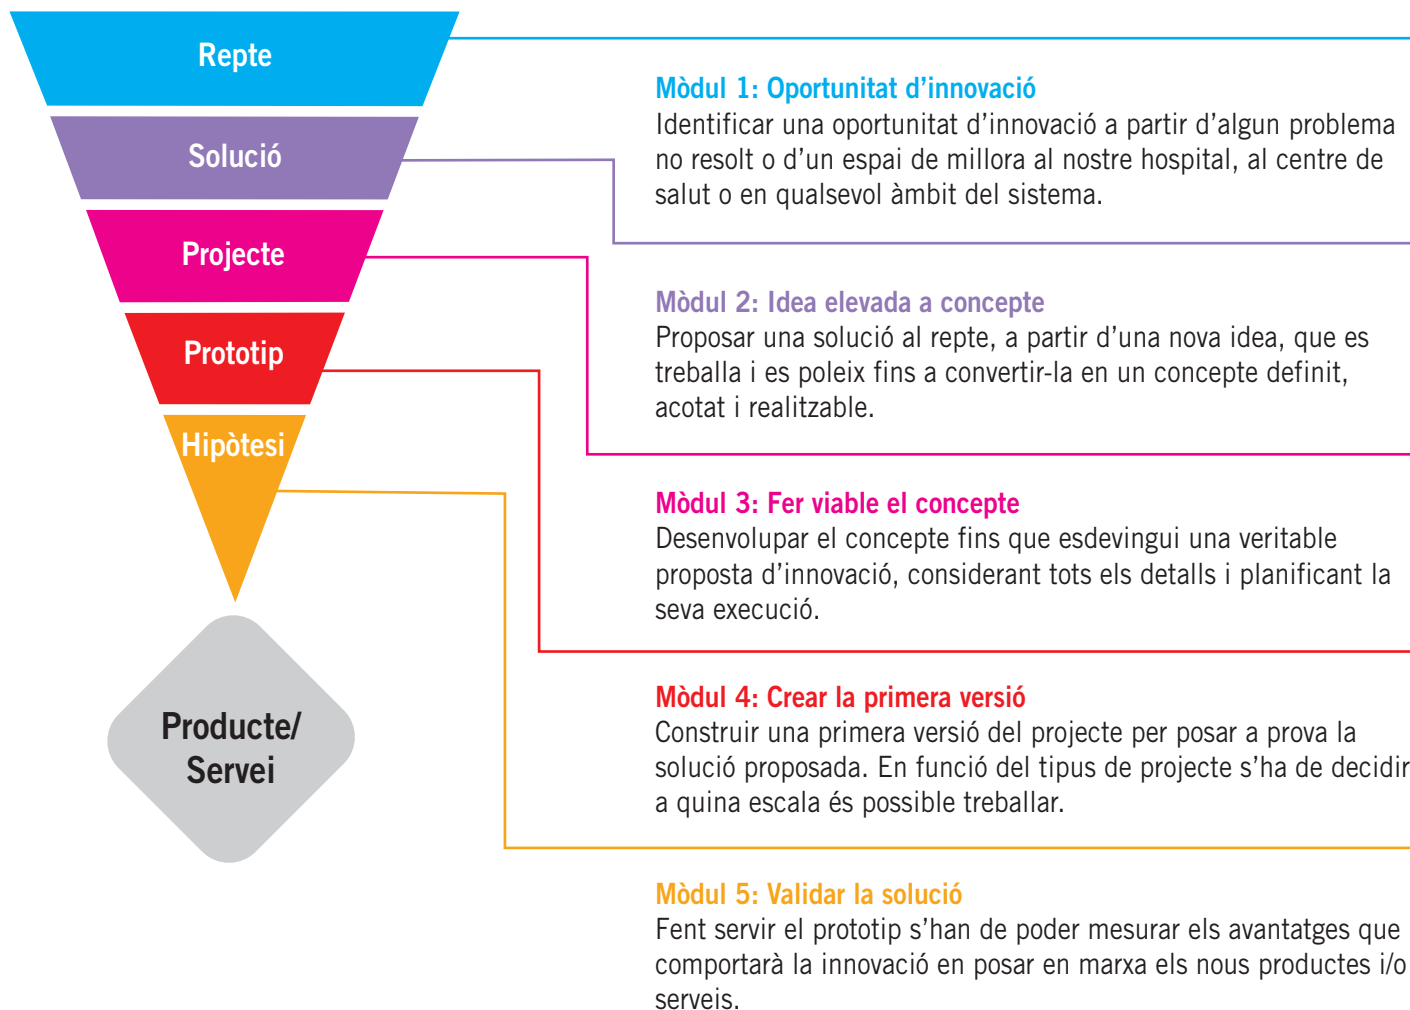 Repte
Solució
Projecte
Prototip
Hipòtesi
Producte/
Servei
Mòdul 1: Oportunitat d’innovació
Identificar una oportunitat d’innovació a partir d’algun problema
no resolt o d’un espai de millora al nostre hospital, al centre de
salut o en qualsevol àmbit del sistema.
Mòdul 2: Idea elevada a concepte
Proposar una solució al repte, a partir d’una nova idea, que es
treballa i es poleix fins a convertir-la en un concepte definit,
acotat i realitzable.
Mòdul 3: Fer viable el concepte
Desenvolupar el concepte fins que esdevingui una veritable
proposta d’innovació, considerant tots els detalls i planificant la
seva execució.
Mòdul 4: Crear la primera versió
Construir una primera versió del projecte per posar a prova la
solució proposada. En funció del tipus de projecte s’ha de decidir
a quina escala és possible treballar.
Mòdul 5: Validar la solució
Fent servir el prototip s’han de poder mesurar els avantatges que
comportarà la innovació en posar en marxa els nous productes i/o
serveis.